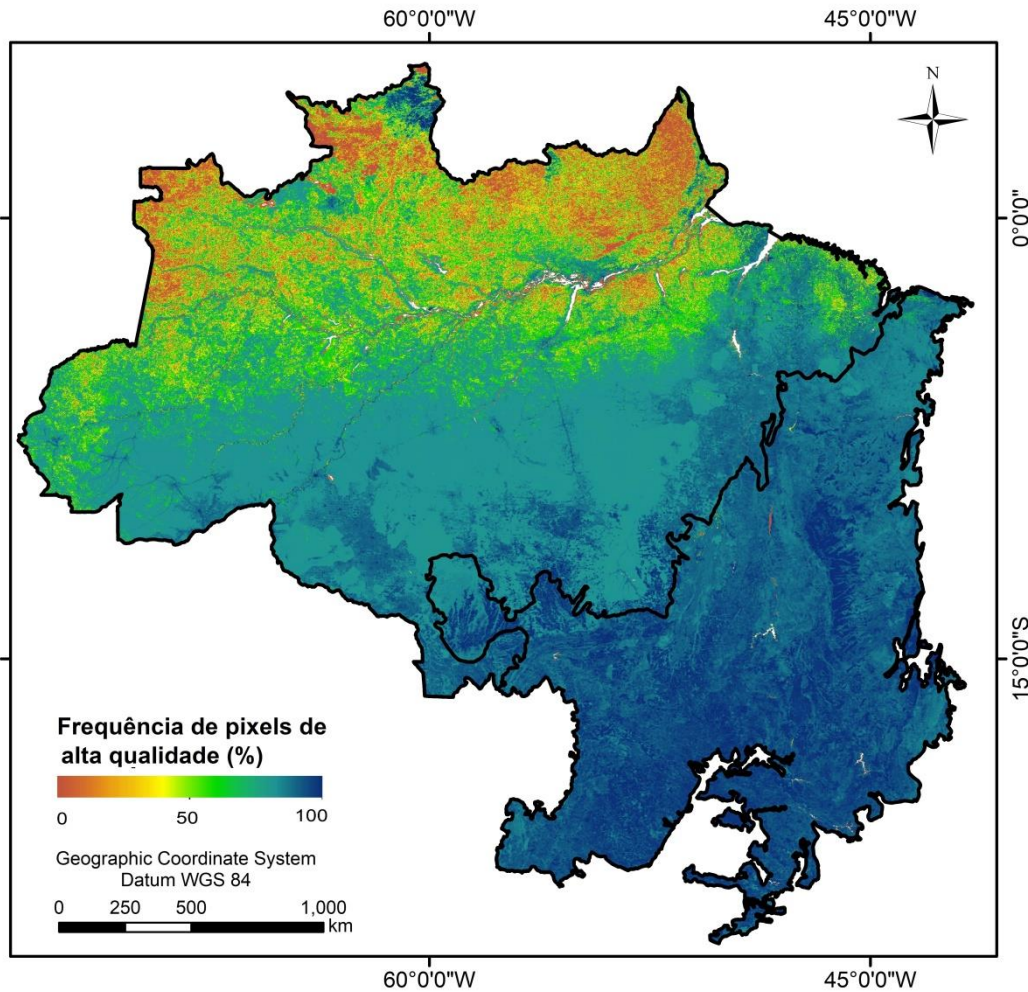 60°0'0"W
45°0'0"W
N
0°0'0"
15°0'0"S
Frequência de pixels de
alta qualidade (%)
0
50
100
Geographic Coordinate System
Datum WGS 84
0
250
500
1,000
km
60°0'0"W
45°0'0"W